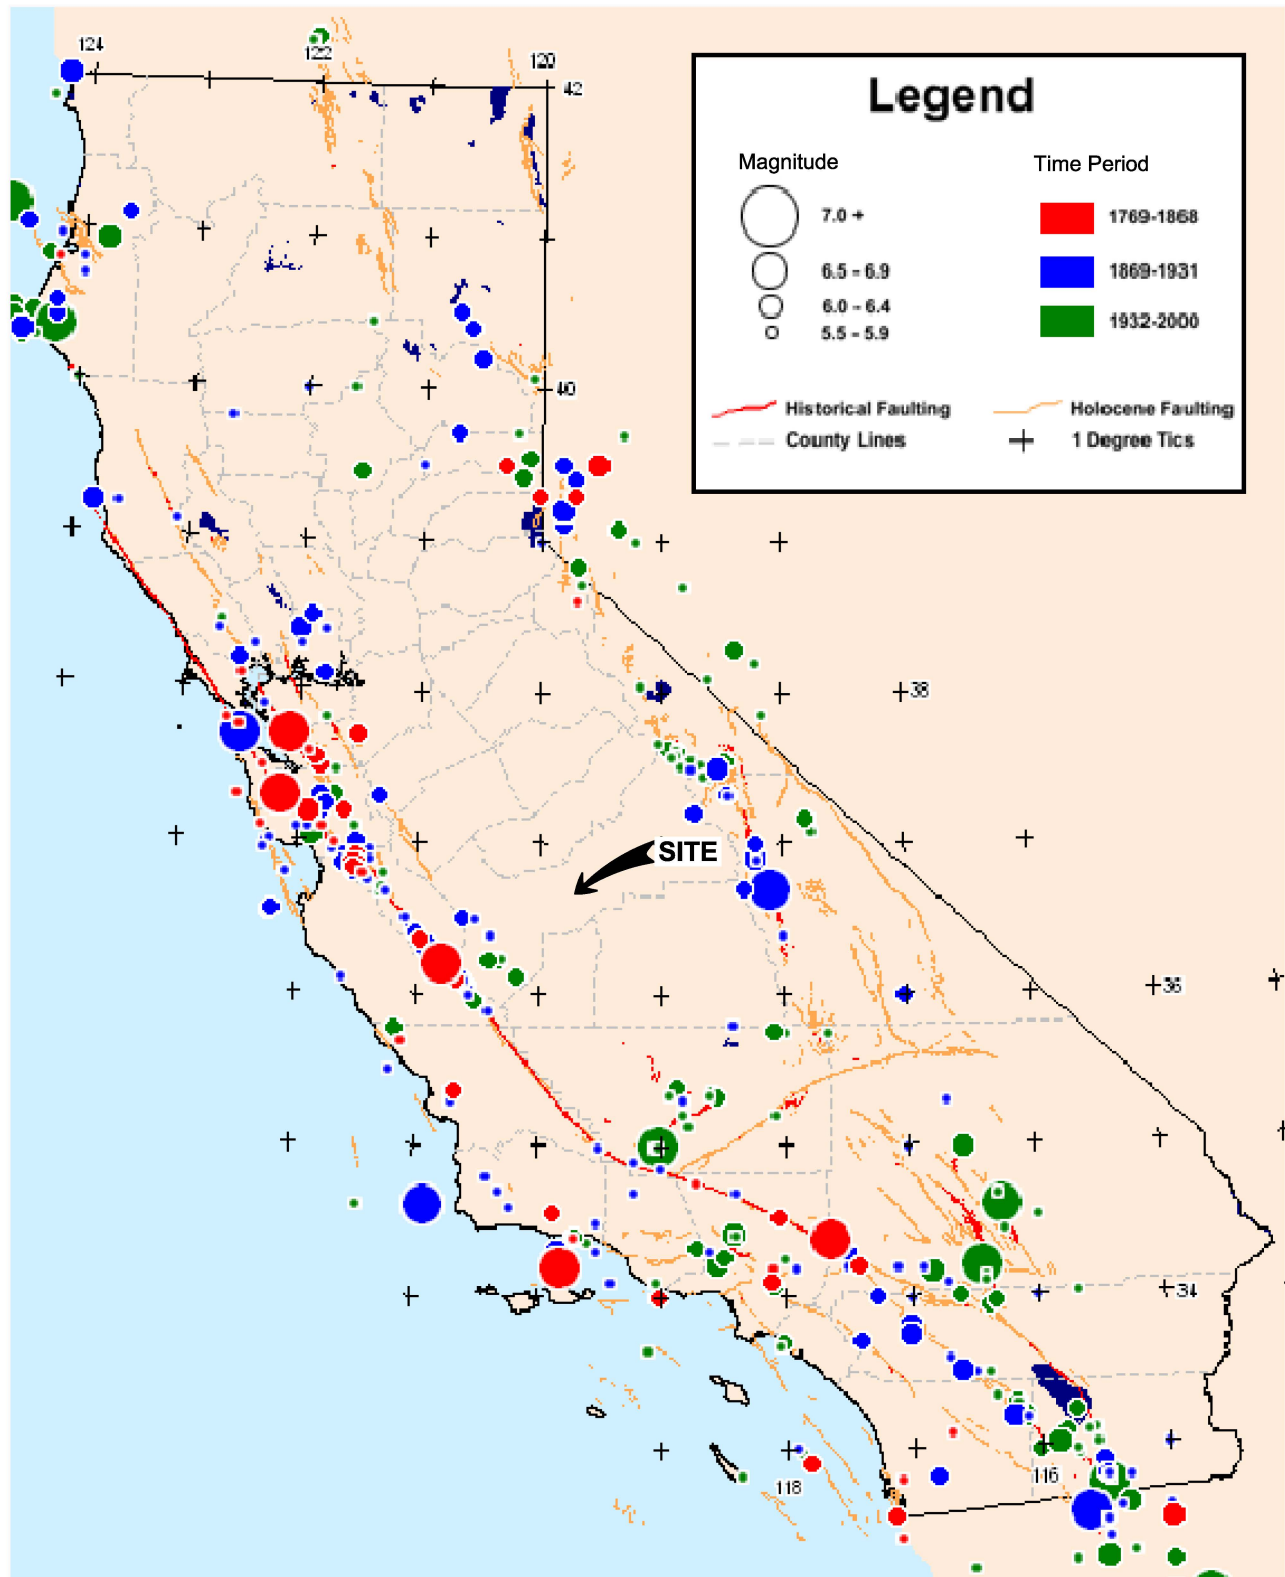 124
122
120
42
Legend
Magnitude
Time Period
7.0 +
1769-1868
6.5 - 6.9
1869-1931
6.0 - 6.4
5.5 - 5.9
1932-2000
40
Historical Faulting
Holocene Faulting
County Lines
1 Degree Tics
38
SITE
36
34
116
118